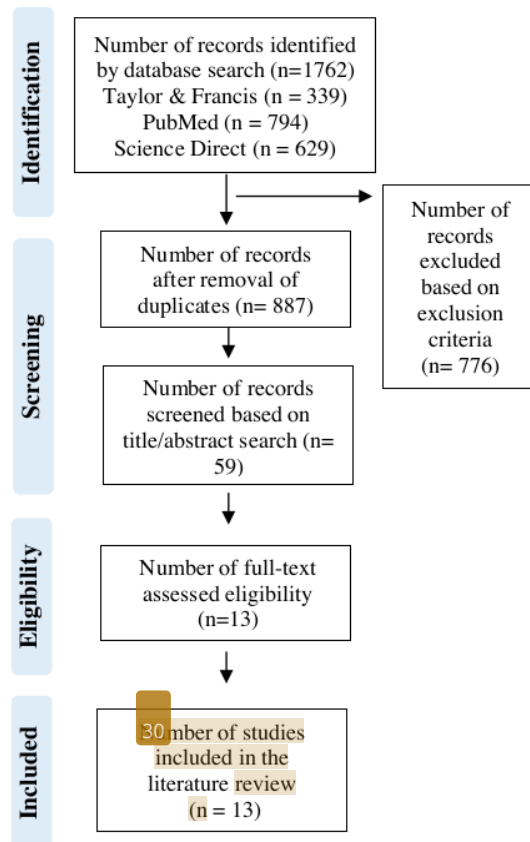 Identification
Number of records identified
by database search (n=1762)
Taylor & Francis (n = 339)
PubMed (n = 794)
Science Direct (n = 629)
Number of
records
excluded
based on
exclusion
criteria
(n= 776)
Screening
Number of records
after removal of
duplicates (n= 887)
Number of records
screened based on
title/abstract search (n=
59)
Eligibility
Number of full-text
assessed eligibility
(n=13)
Included
30
of studies
included in the
literature review
(n = 13)